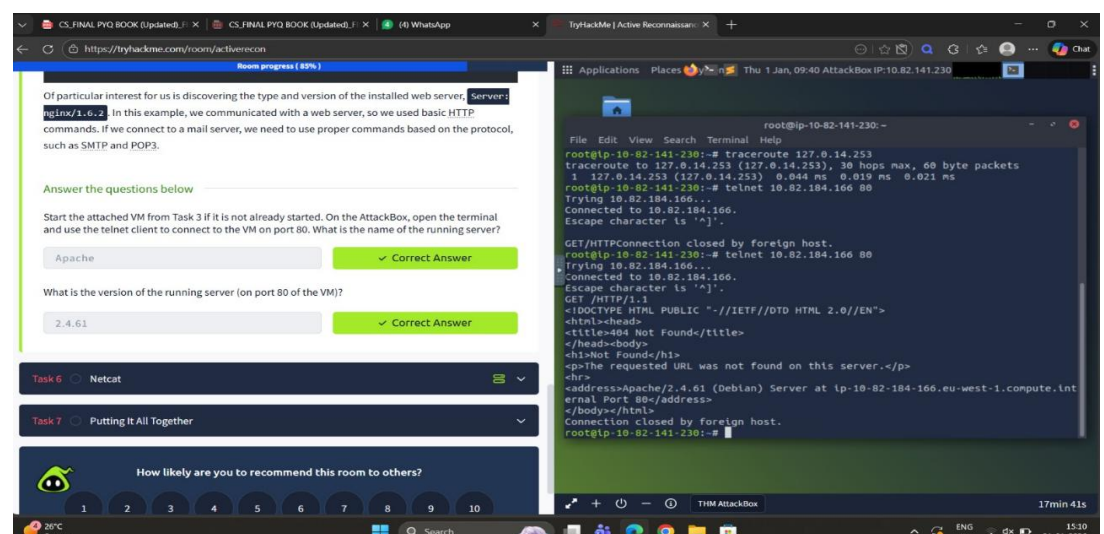 CS_FINAL PYQ BOOK (Updated)_F
CS_FINAL PYQ BOOK (Updated)_F
(4) WhatsApp
TryHackMe | Active Reconnaissanc
https://tryhackme.com/room/activerecon
Chat
Room progress ( 85% )
Of particular interest for us is discovering the type and version of the installed web server, Server:
nginx/1.6.2 . In this example, we communicated with a web server, so we used basic HTTP
commands. If we connect to a mail server, we need to use proper commands based on the protocol,
such as SMTP and POP3.
Answer the questions below
Start the attached VM from Task 3 if it is not already started. On the AttackBox, open the terminal
and use the telnet client to connect to the VM on port 80. What is the name of the running server?
Apache
✓ Correct Answer
What is the version of the running server (on port 80 of the VM)?
2.4.61
✓ Correct Answer
Task 6 Netcat
Task 7 Putting It All Together
How likely are you to recommend this room to others?
1 2 3 4 5 6 7 8 9 10
Applications Places Thu 1 Jan, 09:40 AttackBox IP:10.82.141.230
root@ip-10-82-141-230: ~
File Edit View Search Terminal Help
root@ip-10-82-141-230:~# traceroute 127.0.14.253
traceroute to 127.0.14.253 (127.0.14.253), 30 hops max, 60 byte packets
1 127.0.14.253 (127.0.14.253) 0.044 ms 0.019 ms 0.021 ms
root@ip-10-82-141-230:~# telnet 10.82.184.166 80
Trying 10.82.184.166...
Connected to 10.82.184.166.
Escape character is '^]'.
GET/HTTPConnection closed by foreign host.
root@ip-10-82-141-230:~# telnet 10.82.184.166 80
Trying 10.82.184.166...
Connected to 10.82.184.166.
Escape character is '^]'.
GET /HTTP/1.1
<!DOCTYPE HTML PUBLIC "-//IETF//DTD HTML 2.0//EN">
<html><head>
<title>404 Not Found</title>
</head><body>
<h1>Not Found</h1>
<p>The requested URL was not found on this server.</p>
<hr>
<address>Apache/2.4.61 (Debian) Server at ip-10-82-184-166.eu-west-1.compute.int
ernal Port 80</address>
</body></html>
Connection closed by foreign host.
root@ip-10-82-141-230:~#
THM AttackBox
17min 41s
26°C
Search
ENG
15:10